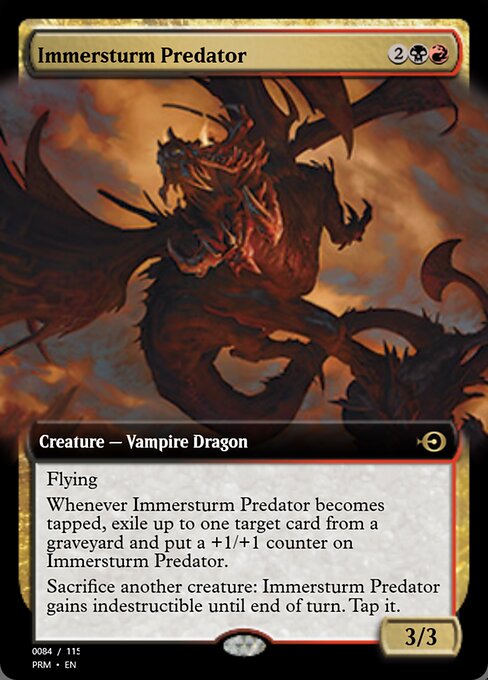 Immersturm Predator 2
Creature — Vampire Dragon
Flying
Whenever Immersturm Predator becomes
tapped, exile up to one target card from a
graveyard and put a +1/+1 counter on
Immersturm Predator.
Sacrifice another creature: Immersturm Predator
gains indestructible until end of turn. Tap it.
3/3
0084 / 115
PRM • EN